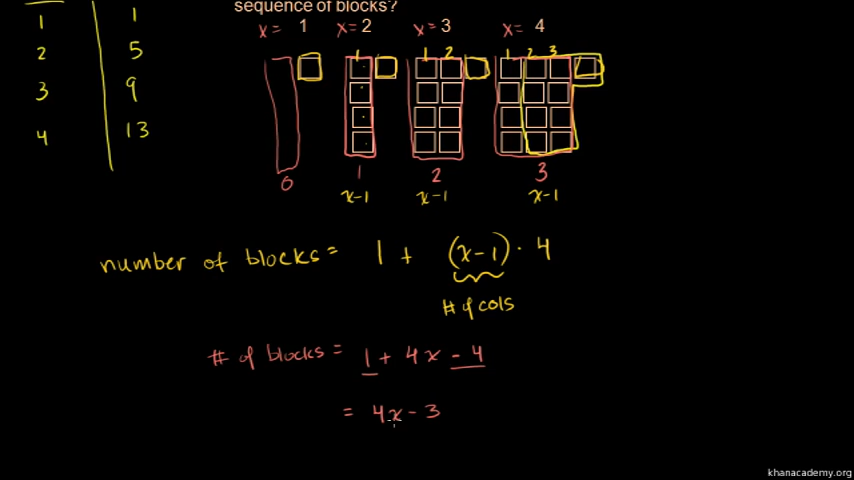 sequence of blocks?
x = 1 x = 2 x = 3 x = 4
1 1
2 5
3 9
4 13
1 1 2 1 2 3
0 1 2 3
x-1 x-1 x-1
number of blocks = 1 + (x-1) · 4
# of cols
# of blocks = 1 + 4x - 4
= 4x - 3
khanacademy.org